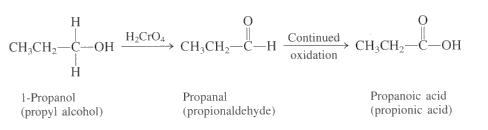 H
O
O
CH₃CH₂—C—OH
H₂CrO₄
CH₃CH₂—C—H
Continued
oxidation
CH₃CH₂—C—OH
H
1-Propanol
(propyl alcohol)
Propanal
(propionaldehyde)
Propanoic acid
(propionic acid)